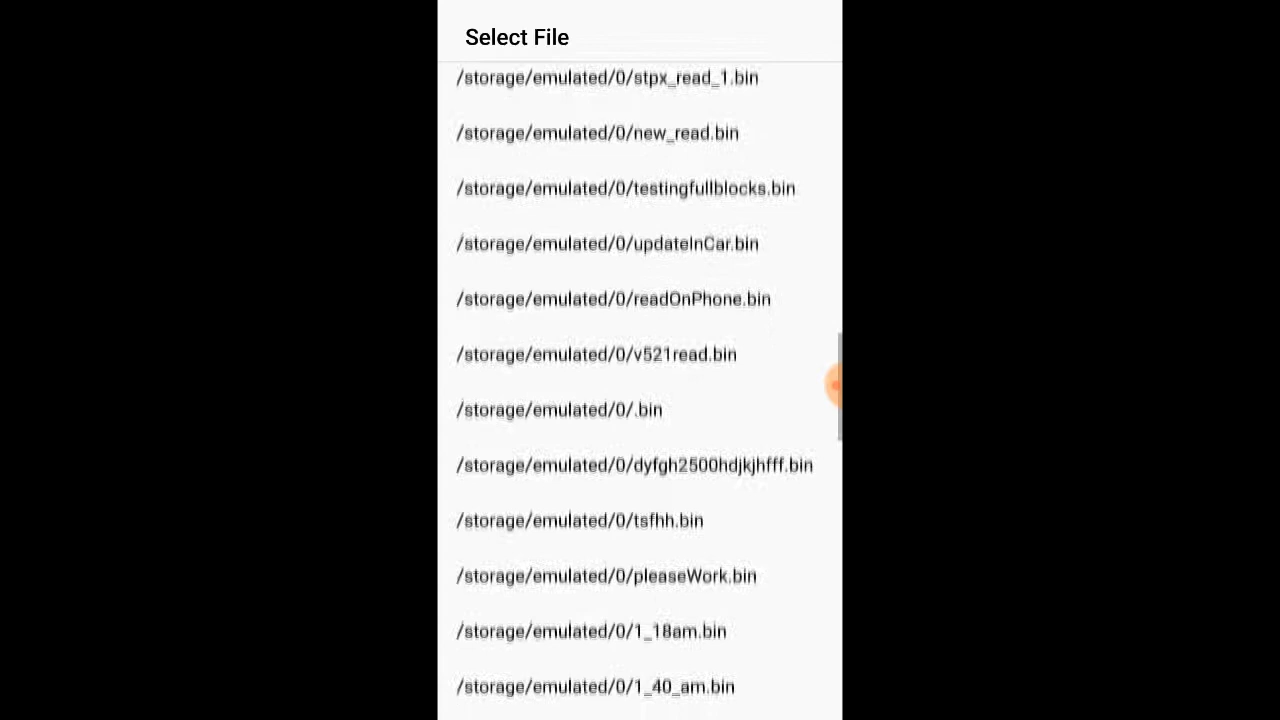 Select File
/storage/emulated/0/stpx_read_1.bin
/storage/emulated/0/new_read.bin
/storage/emulated/0/testingfullblocks.bin
/storage/emulated/0/updateInCar.bin
/storage/emulated/0/readOnPhone.bin
/storage/emulated/0/v521read.bin
/storage/emulated/0/.bin
/storage/emulated/0/dyfgh2500hdjkjhfff.bin
/storage/emulated/0/tsfhh.bin
/storage/emulated/0/pleaseWork.bin
/storage/emulated/0/1_18am.bin
/storage/emulated/0/1_40_am.bin